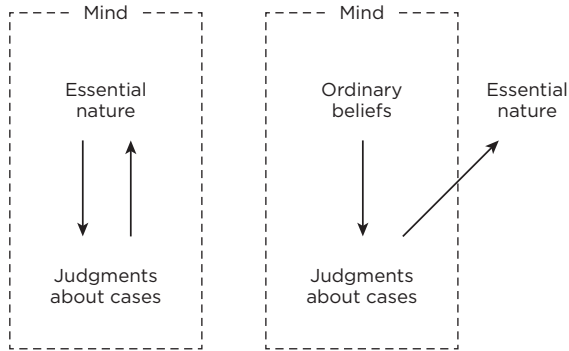 Mind
Essential
nature
Judgments
about cases
Mind
Ordinary
beliefs
Judgments
about cases
Essential
nature